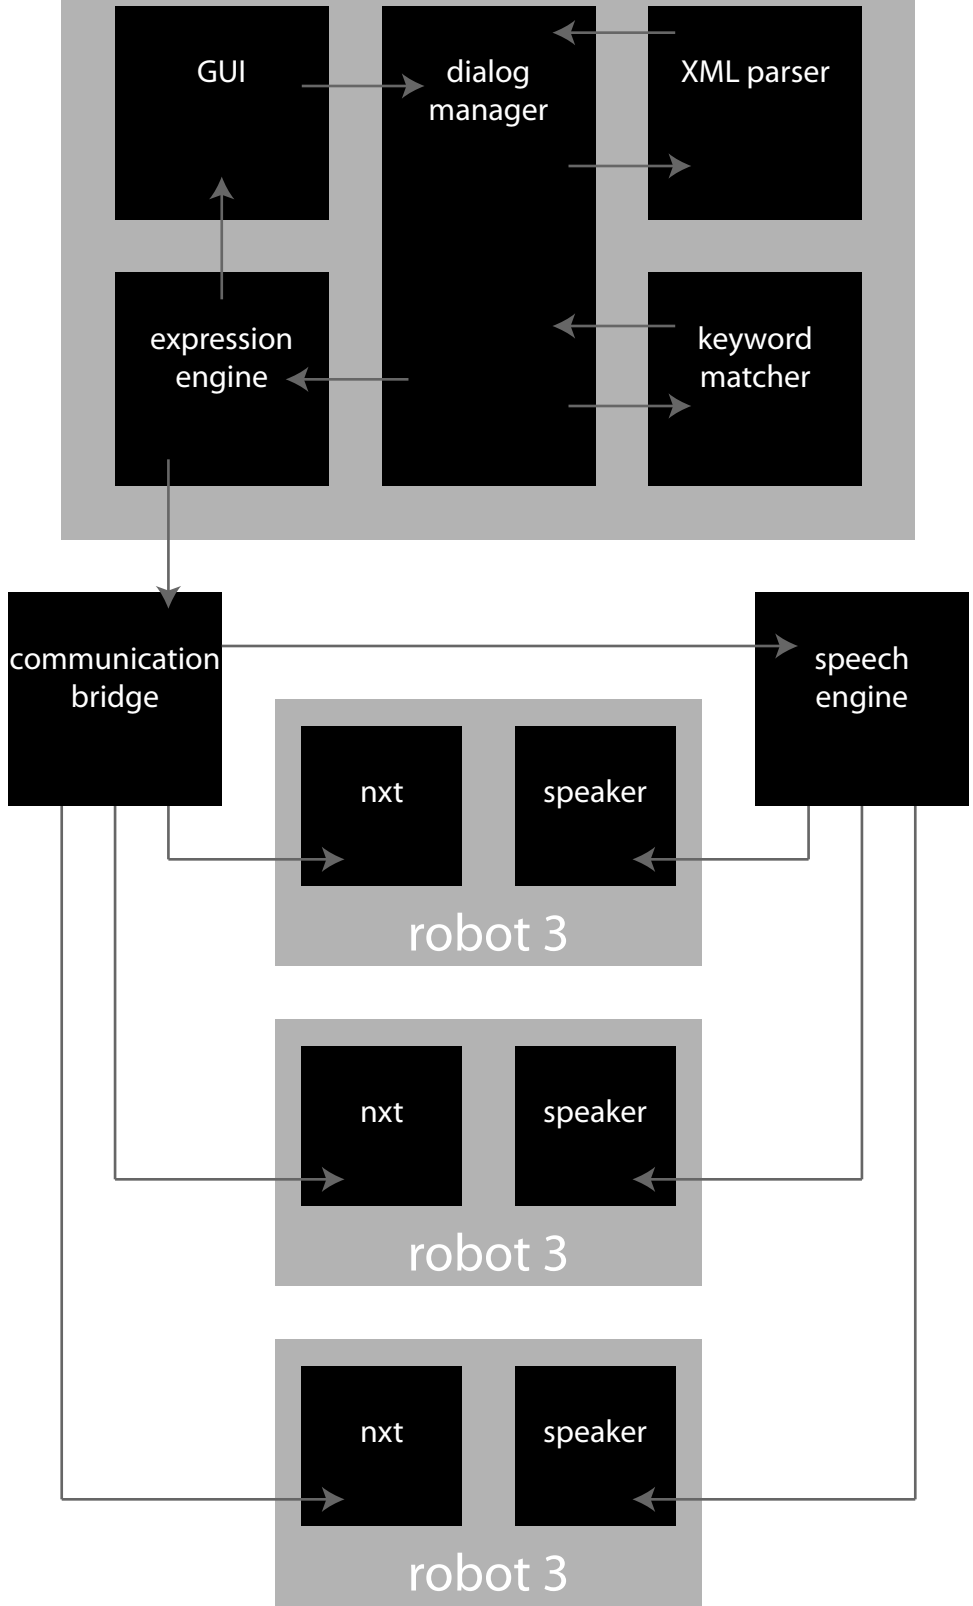 GUI
dialog
manager
XML parser
expression
engine
keyword
matcher
communication
bridge
speech
engine
nxt
speaker
robot 3
nxt
speaker
robot 3
nxt
speaker
robot 3